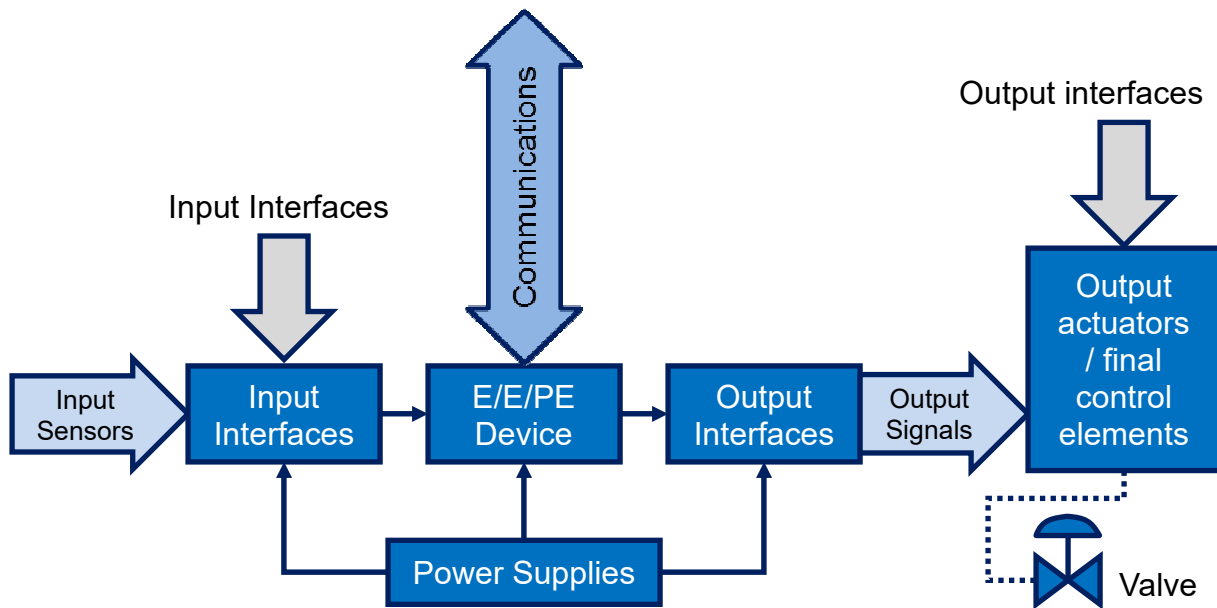 Communications
Output interfaces
Input Interfaces
Input
Sensors
Input
Interfaces
E/E/PE
Device
Output
Interfaces
Output
Signals
Output
actuators
/ final
control
elements
Power Supplies
Valve